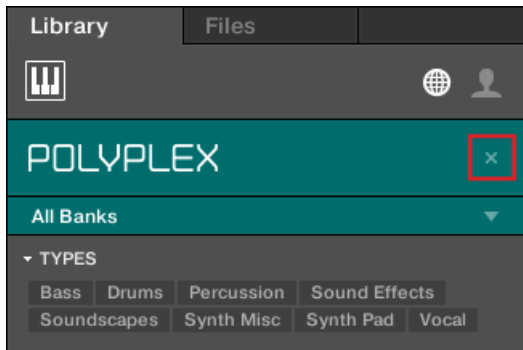 Library Files
POLYPLEX ×
All Banks
TYPES
Bass Drums Percussion Sound Effects
Soundscapes Synth Misc Synth Pad Vocal